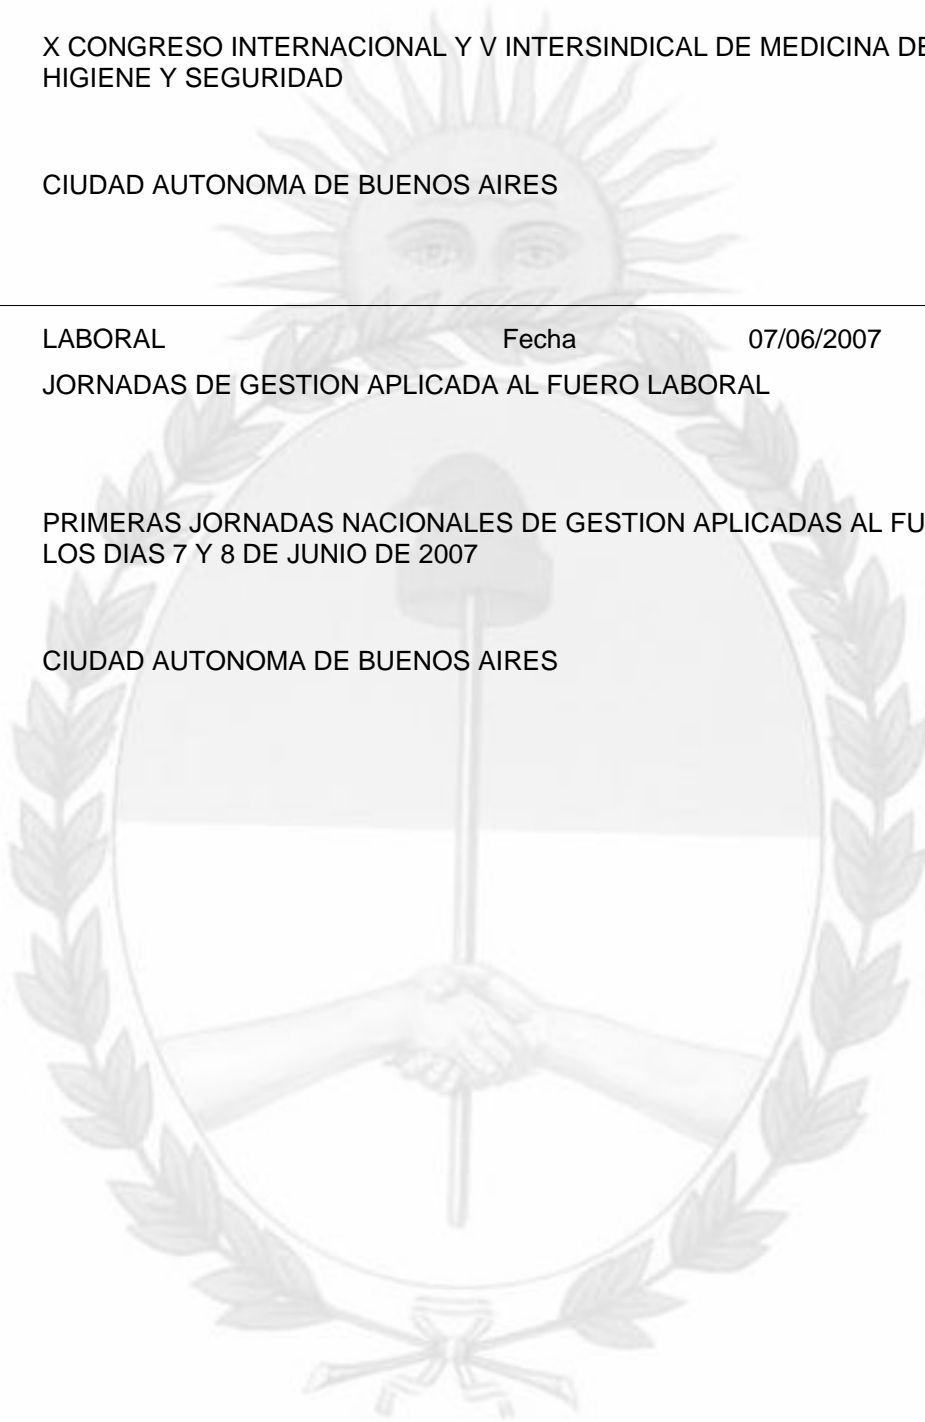 X CONGRESO INTERNACIONAL Y V INTERSINDICAL DE MEDICINA DE
HIGIENE Y SEGURIDAD
CIUDAD AUTONOMA DE BUENOS AIRES
LABORAL Fecha 07/06/2007
JORNADAS DE GESTION APLICADA AL FUERO LABORAL
PRIMERAS JORNADAS NACIONALES DE GESTION APLICADAS AL FU
LOS DIAS 7 Y 8 DE JUNIO DE 2007
CIUDAD AUTONOMA DE BUENOS AIRES